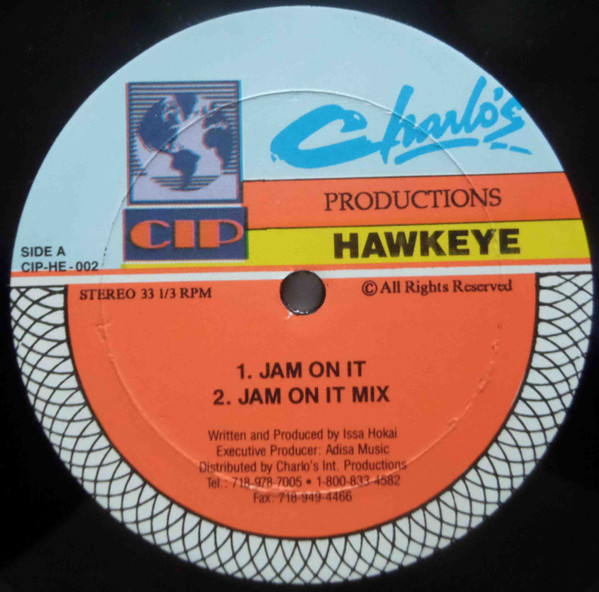 Charlo's
PRODUCTIONS
CIP
HAWKEYE
SIDE A
CIP-HE-002
STEREO 33 1/3 RPM
© All Rights Reserved
1. JAM ON IT
2. JAM ON IT MIX
Written and Produced by Issa Hokai
Executive Producer: Adisa Music
Distributed by Charlo's Int. Productions
Tel.: 718-978-7005 • 1-800-833-4582
Fax: 718-949-4466